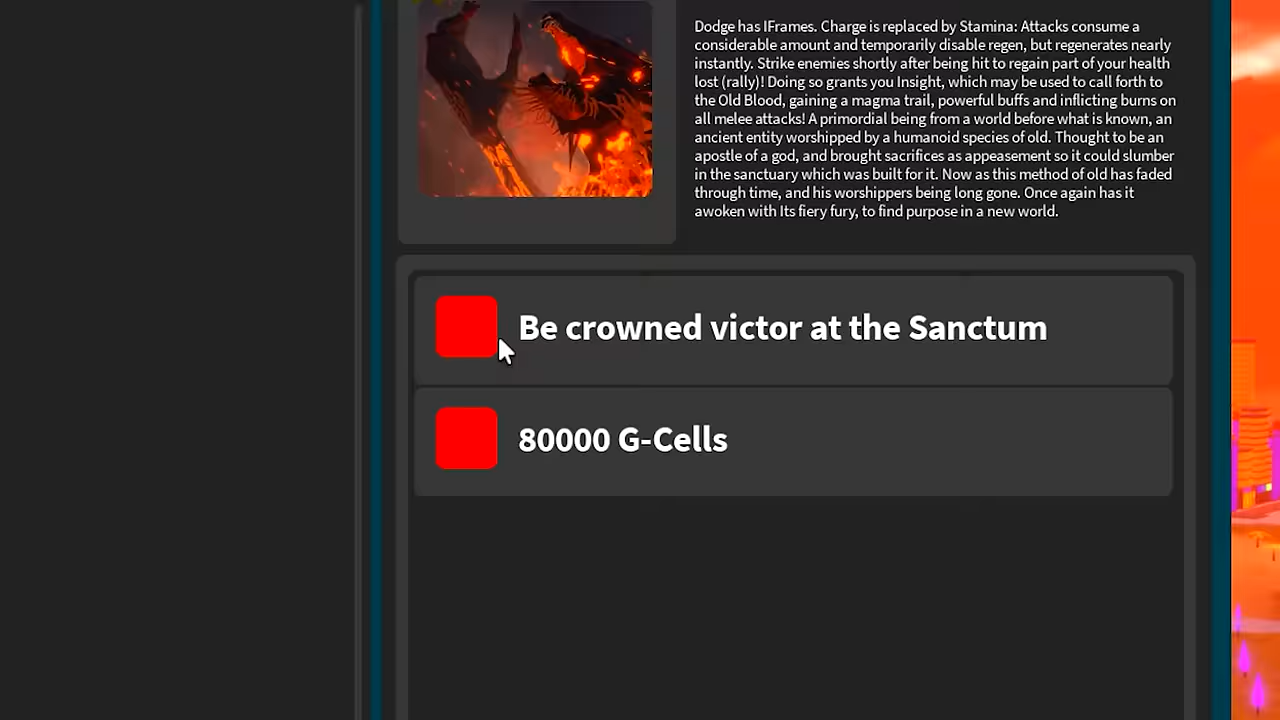 Dodge has IFrames. Charge is replaced by Stamina: Attacks consume a
considerable amount and temporarily disable regen, but regenerates nearly
instantly. Strike enemies shortly after being hit to regain part of your health
lost (rally)! Doing so grants you Insight, which may be used to call forth to
the Old Blood, gaining a magma trail, powerful buffs and inflicting burns on
all melee attacks! A primordial being from a world before what is known, an
ancient entity worshipped by a humanoid species of old. Thought to be an
apostle of a god, and brought sacrifices as appeasement so it could slumber
in the sanctuary which was built for it. Now as this method of old has faded
through time, and his worshippers being long gone. Once again has it
awoken with Its fiery fury, to find purpose in a new world.
Be crowned victor at the Sanctum
80000 G-Cells